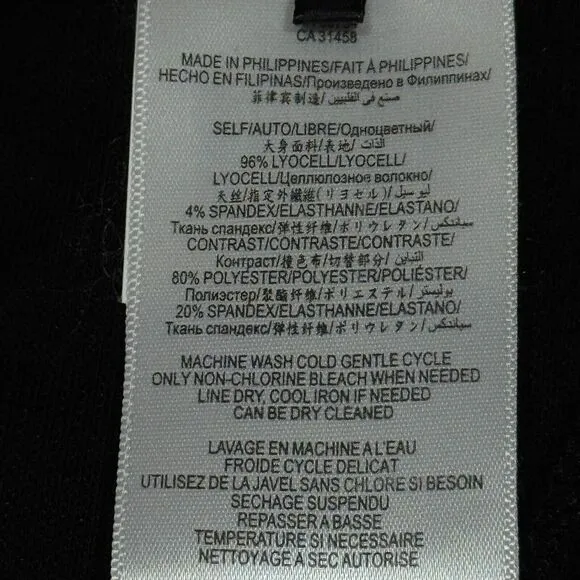 CA 31458
MADE IN PHILIPPINES/FAIT À PHILIPPINES/
HECHO EN FILIPINAS/Произведено в Филиппинах/
菲律宾制造/صنع في الفلبين/
SELF/AUTO/LIBRE/Одноцветный/
大身面料/表地/الذات/
96% LYOCELL/LYOCELL/
LYOCELL/Целлюлозное волокно/
天丝/指定外繊維(リヨセル)/ليوسيل/
4% SPANDEX/ELASTHANNE/ELASTANO/
Ткань спандекс/弹性纤维/ポリウレタン/سباندكس/
CONTRAST/CONTRASTE/CONTRASTE/
Контраст/撞色布/切替部分/التباين/
80% POLYESTER/POLYESTER/POLIÉSTER/
Полиэстер/聚酯纤维/ポリエステル/بوليستر/
20% SPANDEX/ELASTHANNE/ELASTANO/
Ткань спандекс/弹性纤维/ポリウレタン/سباندكس/
MACHINE WASH COLD GENTLE CYCLE
ONLY NON-CHLORINE BLEACH WHEN NEEDED
LINE DRY, COOL IRON IF NEEDED
CAN BE DRY CLEANED
LAVAGE EN MACHINE A L'EAU
FROIDE CYCLE DELICAT
UTILISEZ DE LA JAVEL SANS CHLORE SI BESOIN
SECHAGE SUSPENDU
REPASSER A BASSE
TEMPERATURE SI NECESSAIRE
NETTOYAGE A SEC AUTORISE